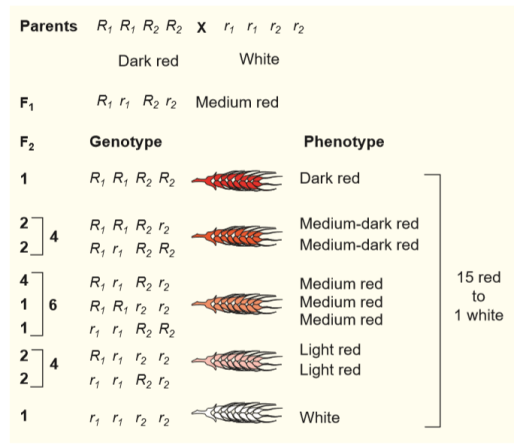 Parents R₁ R₁ R₂ R₂ X r₁ r₁ r₂ r₂
Dark red White
F₁ R₁ r₁ R₂ r₂ Medium red
F₂ Genotype Phenotype
1 R₁ R₁ R₂ R₂ Dark red
2 R₁ R₁ R₂ r₂ Medium-dark red
4
2 R₁ r₁ R₂ R₂ Medium-dark red
4 R₁ r₁ R₂ r₂ Medium red
1 6 R₁ R₁ r₂ r₂ Medium red
1 r₁ r₁ R₂ R₂ Medium red
15 red
to
1 white
2 R₁ r₁ r₂ r₂ Light red
4
2 r₁ r₁ R₂ r₂ Light red
1 r₁ r₁ r₂ r₂ White